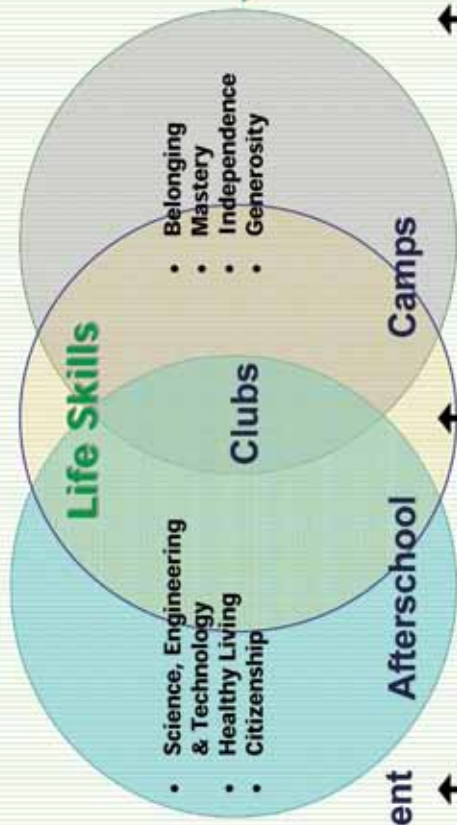 Life Skills
• Science, Engineering
& Technology
• Healthy Living
• Citizenship
• Belonging
• Mastery
• Independence
• Generosity
Clubs
Afterschool
Camps
ent